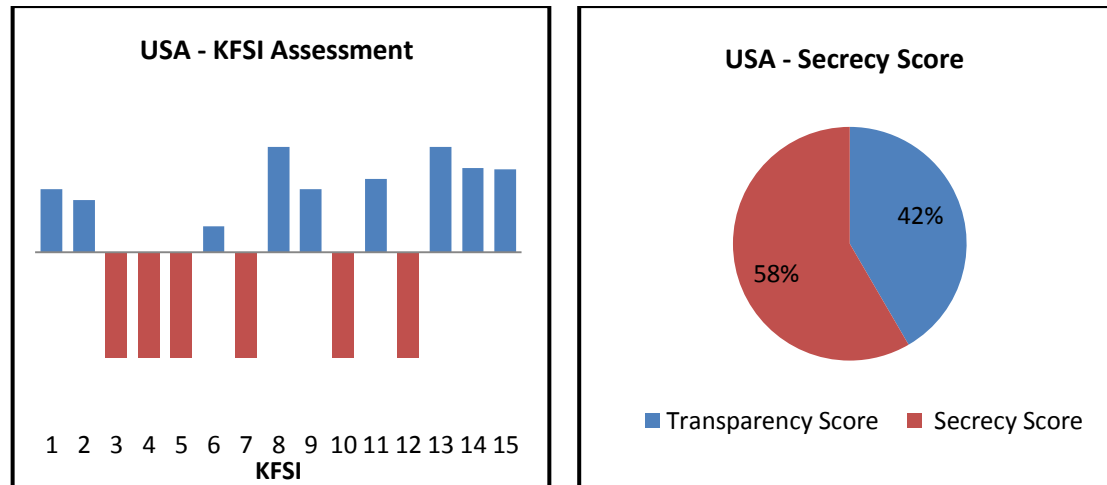 USA - KFSI Assessment
1 2 3 4 5 6 7 8 9 10 11 12 13 14 15
KFSI
USA - Secrecy Score
42%
58%
Transparency Score Secrecy Score